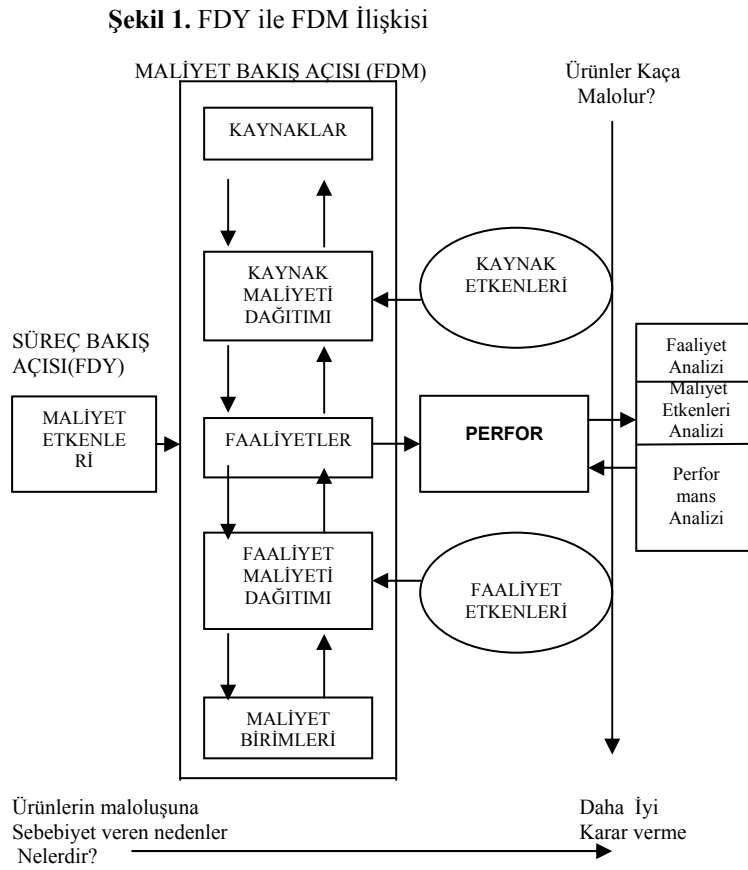 Şekil 1. FDY ile FDM İlişkisi
MALİYET BAKIŞ AÇISI (FDM)
Ürünler Kaça
Malolur?
KAYNAKLAR
KAYNAK
MALİYETİ
DAĞITIMI
KAYNAK
ETKENLERİ
SÜREÇ BAKIŞ
AÇISI(FDY)
MALİYET
ETKENLE
Rİ
FAALİYETLER
PERFOR
Faaliyet
Analizi
Maliyet
Etkenleri
Analizi
Perfor
mans
Analizi
FAALİYET
MALİYETİ
DAĞITIMI
FAALİYET
ETKENLERİ
MALİYET
BİRİMLERİ
Ürünlerin maloluşuna
Sebebiyet veren nedenler
Nelerdir?
Daha İyi
Karar verme